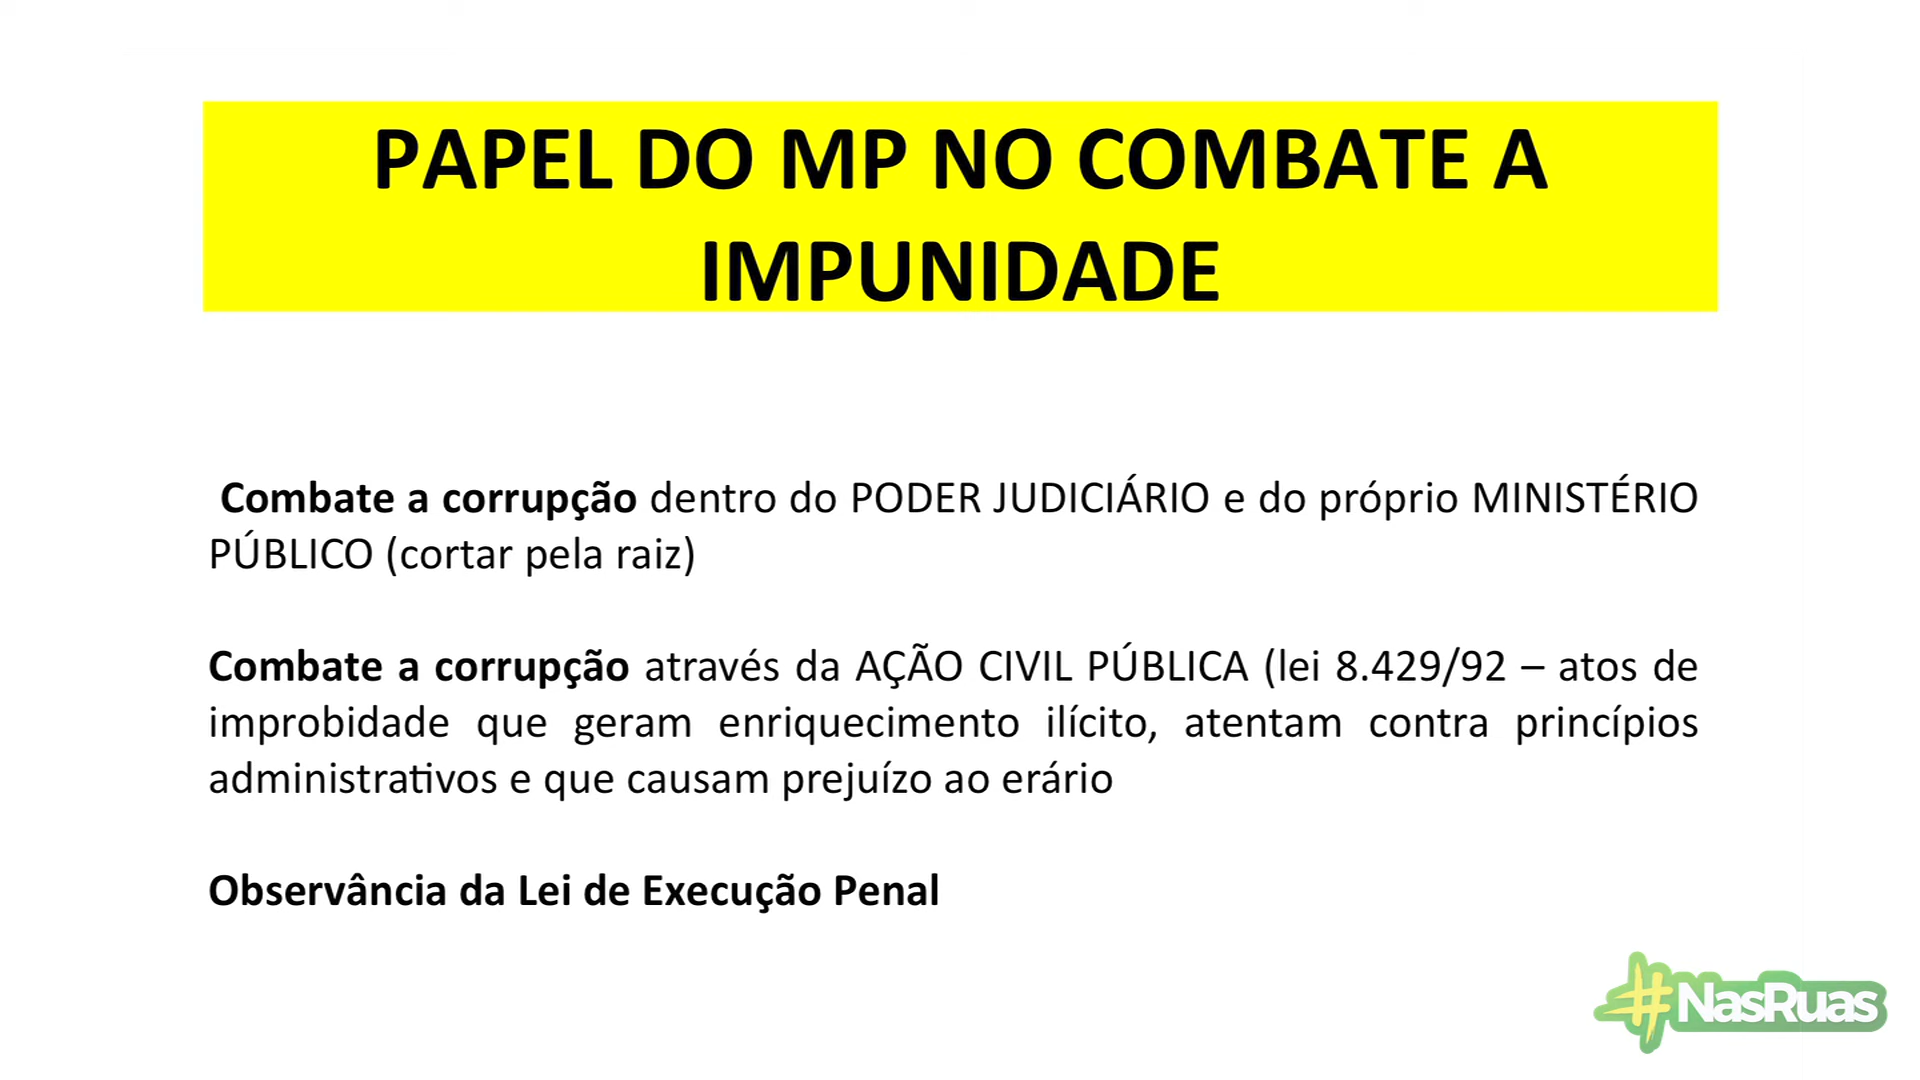 PAPEL DO MP NO COMBATE A
IMPUNIDADE
Combate a corrupção dentro do PODER JUDICIÁRIO e do próprio MINISTÉRIO
PÚBLICO (cortar pela raiz)
Combate a corrupção através da AÇÃO CIVIL PÚBLICA (lei 8.429/92 – atos de
improbidade que geram enriquecimento ilícito, atentam contra princípios
administrativos e que causam prejuízo ao erário
Observância da Lei de Execução Penal
#NasRuas